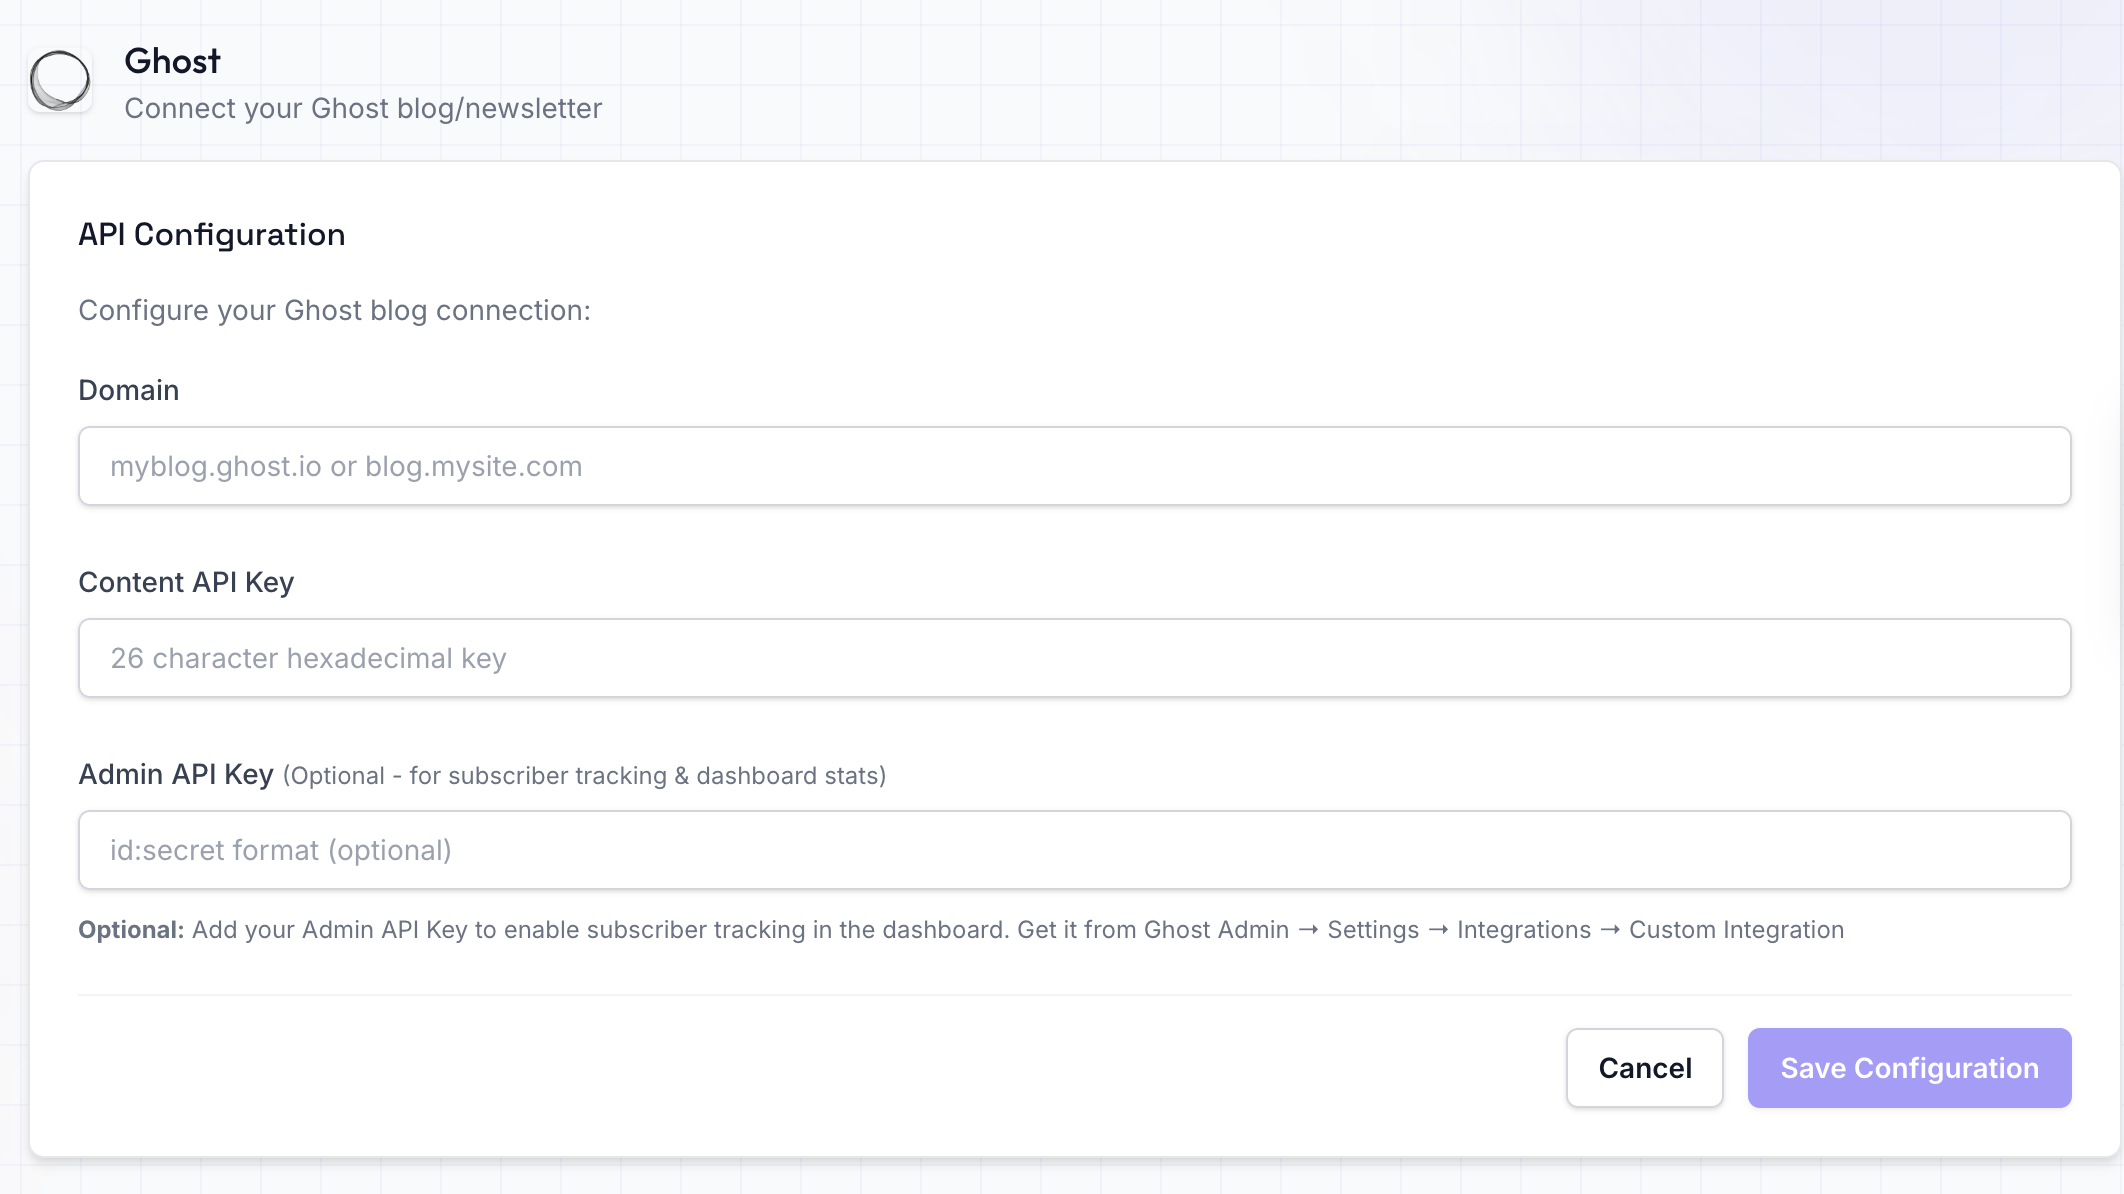 Ghost
Connect your Ghost blog/newsletter
API Configuration
Configure your Ghost blog connection:
Domain
myblog.ghost.io or blog.mysite.com
Content API Key
26 character hexadecimal key
Admin API Key (Optional - for subscriber tracking & dashboard stats)
id:secret format (optional)
Optional: Add your Admin API Key to enable subscriber tracking in the dashboard. Get it from Ghost Admin → Settings → Integrations → Custom Integration
Cancel
Save Configuration